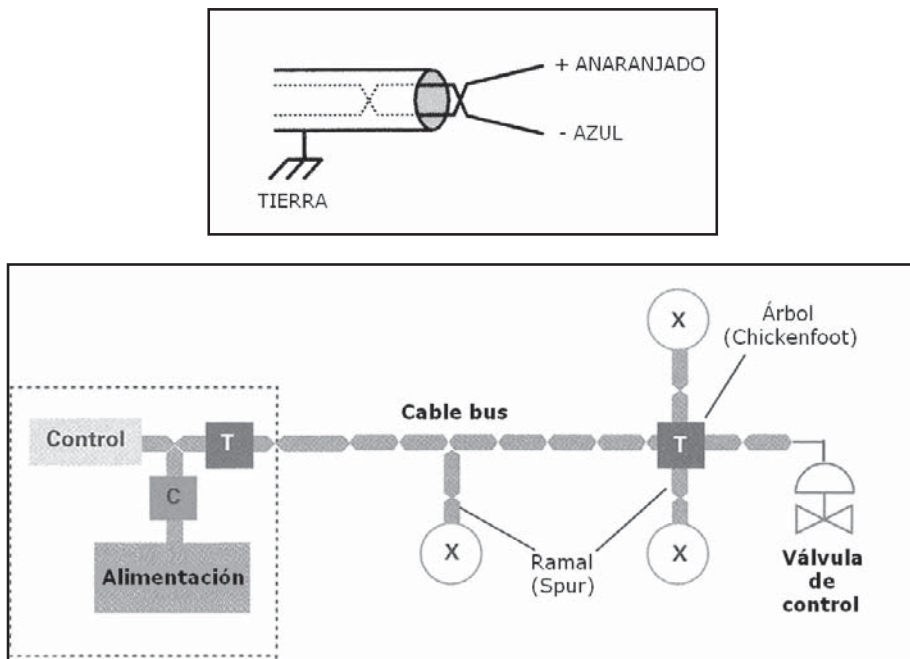 + ANARANJADO
- AZUL
TIERRA
X
Árbol
(Chickenfoot)
Cable bus
Control
T
T
C
Alimentación
X
Ramal
(Spur)
X
Válvula
de
control